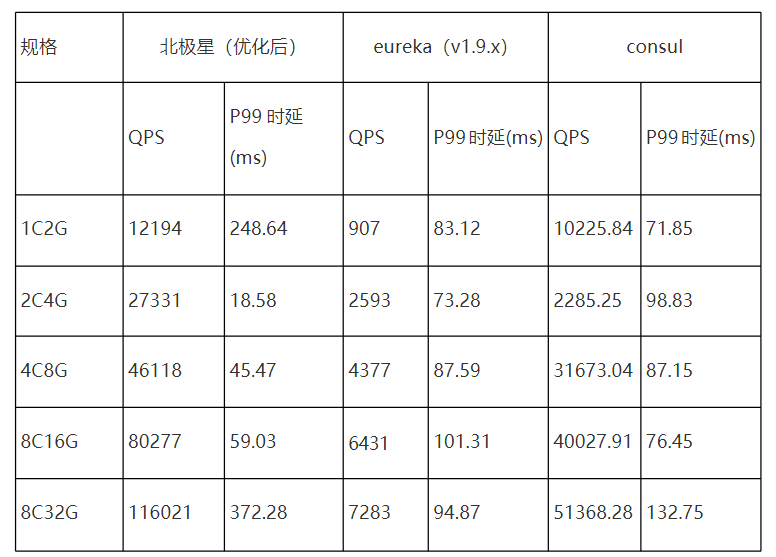 规格 北极星（优化后） eureka（v1.9.x） consul
QPS P99 时延(ms) QPS P99时延(ms) QPS P99时延(ms)
1C2G 12194 248.64 907 83.12 10225.84 71.85
2C4G 27331 18.58 2593 73.28 2285.25 98.83
4C8G 46118 45.47 4377 87.59 31673.04 87.15
8C16G 80277 59.03 6431 101.31 40027.91 76.45
8C32G 116021 372.28 7283 94.87 51368.28 132.75